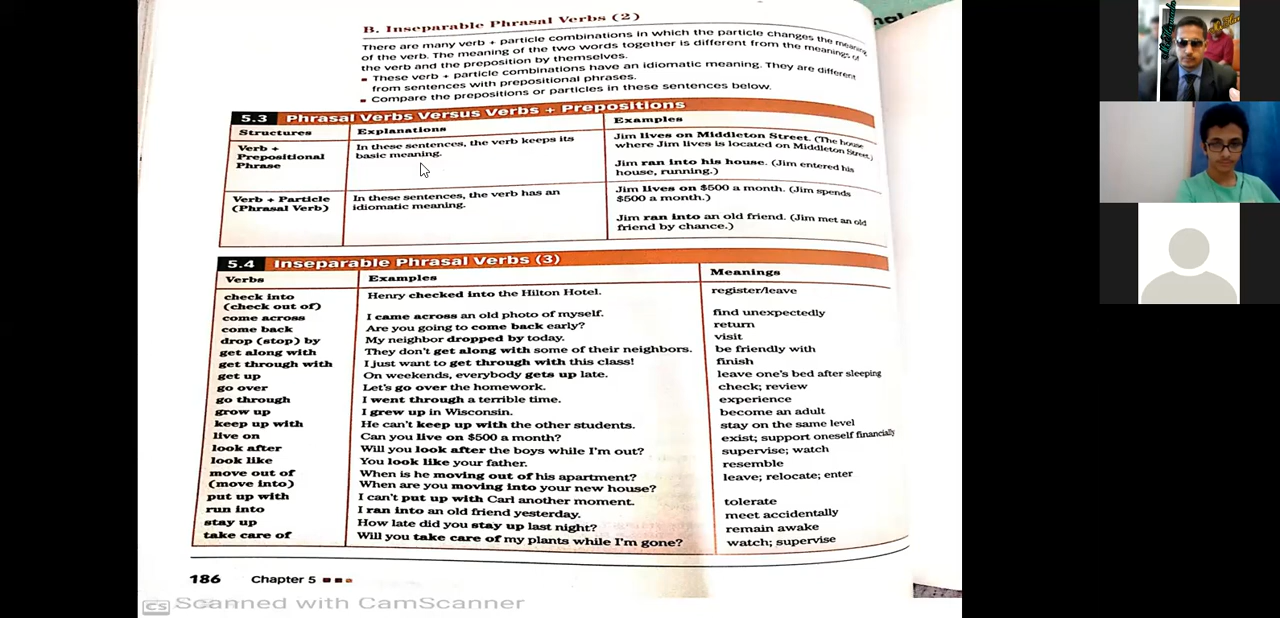 B. Inseparable Phrasal Verbs (2)
There are many verb + particle combinations in which the particle changes the meaning
of the verb. The meaning of the two words together is different from the meanings of
the verb and the preposition by themselves.
▪ These verb + particle combinations have an idiomatic meaning. They are different
from sentences with prepositional phrases.
▪ Compare the prepositions or particles in these sentences below.
5.3 Phrasal Verbs Versus Verbs + Prepositions
Structures Explanations Examples
Verb + Prepositional Phrase
In these sentences, the verb keeps its
basic meaning.
Jim lives on Middleton Street. (The house
where Jim lives is located on Middleton Street.)
Jim ran into his house. (Jim entered his
house, running.)
Verb + Particle
(Phrasal Verb)
In these sentences, the verb has an
idiomatic meaning.
Jim lives on $500 a month. (Jim spends
$500 a month.)
Jim ran into an old friend. (Jim met an old
friend by chance.)
5.4 Inseparable Phrasal Verbs (3)
Verbs Examples Meanings
check into Henry checked into the Hilton Hotel. register/leave
(check out of)
come across I came across an old photo of myself. find unexpectedly
come back Are you going to come back early? return
drop (stop) by My neighbor dropped by today. visit
get along with They don't get along with some of their neighbors. be friendly with
get through with I just want to get through with this class! finish
get up On weekends, everybody gets up late. leave one's bed after sleeping
go over Let's go over the homework. check; review
go through I went through a terrible time. experience
grow up I grew up in Wisconsin. become an adult
keep up with He can't keep up with the other students. stay on the same level
live on Can you live on $500 a month? exist; support oneself financially
look after Will you look after the boys while I'm out? supervise; watch
look like You look like your father. resemble
move out of When is he moving out of his apartment? leave; relocate; enter
(move into) When are you moving into your new house?
put up with I can't put up with Carl another moment. tolerate
run into I ran into an old friend yesterday. meet accidentally
stay up How late did you stay up last night? remain awake
take care of Will you take care of my plants while I'm gone? watch; supervise
186 Chapter 5
CS Scanned with CamScanner